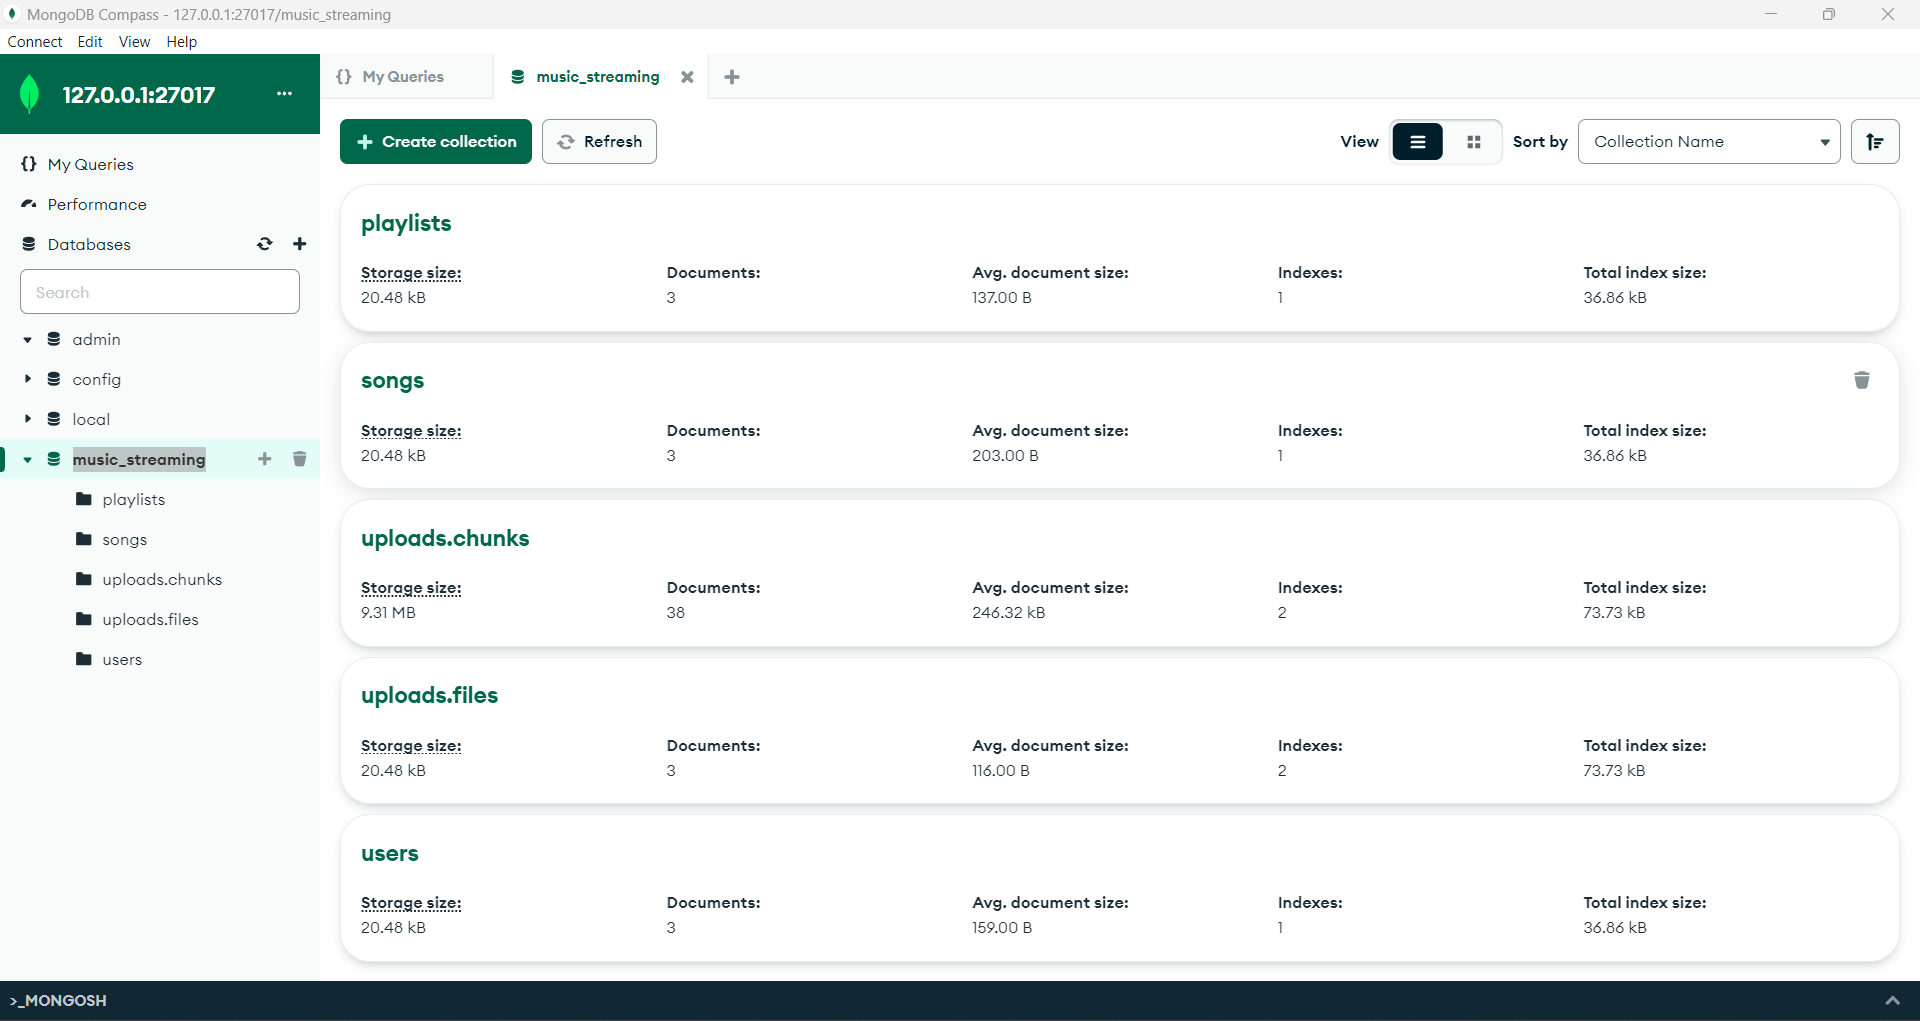 MongoDB Compass - 127.0.0.1:27017/music_streaming
Connect Edit View Help
127.0.0.1:27017 ...
{} My Queries
music_streaming
My Queries
Performance
Databases
Search
admin
config
local
music_streaming
playlists
songs
uploads.chunks
uploads.files
users
Create collection
Refresh
View
Sort by
Collection Name
playlists
Storage size: Documents: Avg. document size: Indexes: Total index size:
20.48 kB 3 137.00 B 1 36.86 kB
songs
Storage size: Documents: Avg. document size: Indexes: Total index size:
20.48 kB 3 203.00 B 1 36.86 kB
uploads.chunks
Storage size: Documents: Avg. document size: Indexes: Total index size:
9.31 MB 38 246.32 kB 2 73.73 kB
uploads.files
Storage size: Documents: Avg. document size: Indexes: Total index size:
20.48 kB 3 116.00 B 2 73.73 kB
users
Storage size: Documents: Avg. document size: Indexes: Total index size:
20.48 kB 3 159.00 B 1 36.86 kB
>_MONGOSH